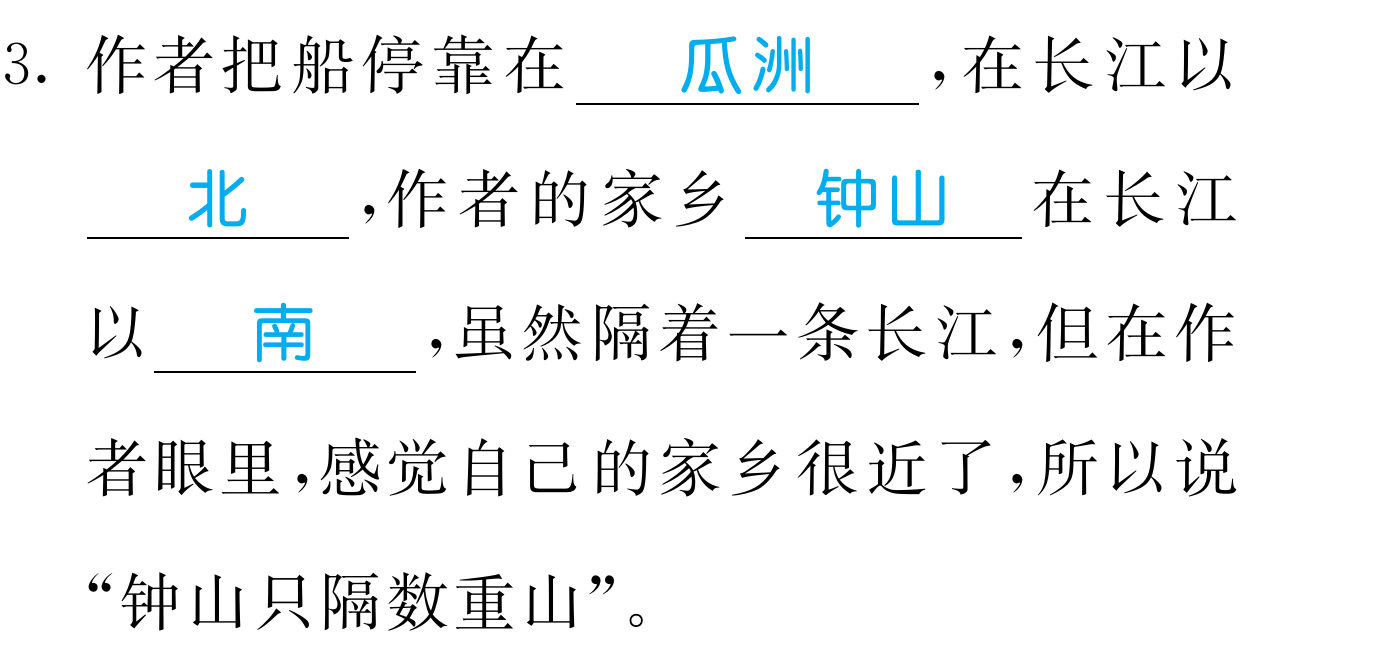 3. 作者把船停靠在 瓜洲 ,在长江以
北 ,作者的家乡 钟山 在长江
以 南 ,虽然隔着一条长江,但在作
者眼里,感觉自己的家乡很近了,所以说
“钟山只隔数重山”。